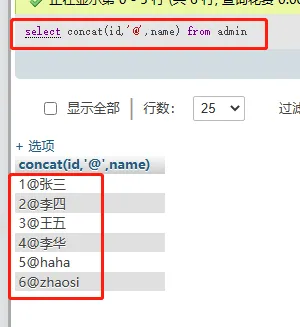 正在显示第 0 - 5 行 (共 6 行, 查询花费 0.00
select concat(id,'@',name) from admin
显示全部
行数:
25
过滤
+ 选项
concat(id,'@',name)
1@张三
2@李四
3@王五
4@李华
5@haha
6@zhaosi